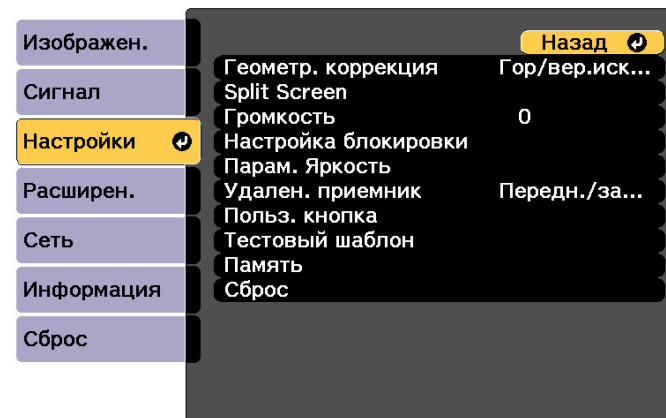 Изображен.
Сигнал
Настройки
Расширен.
Сеть
Информация
Сброс
Назад
Геометр. коррекция Гор/вер.иск...
Split Screen
Громкость 0
Настройка блокировки
Парам. Яркость
Удален. приемник Передн./за...
Польз. кнопка
Тестовый шаблон
Память
Сброс